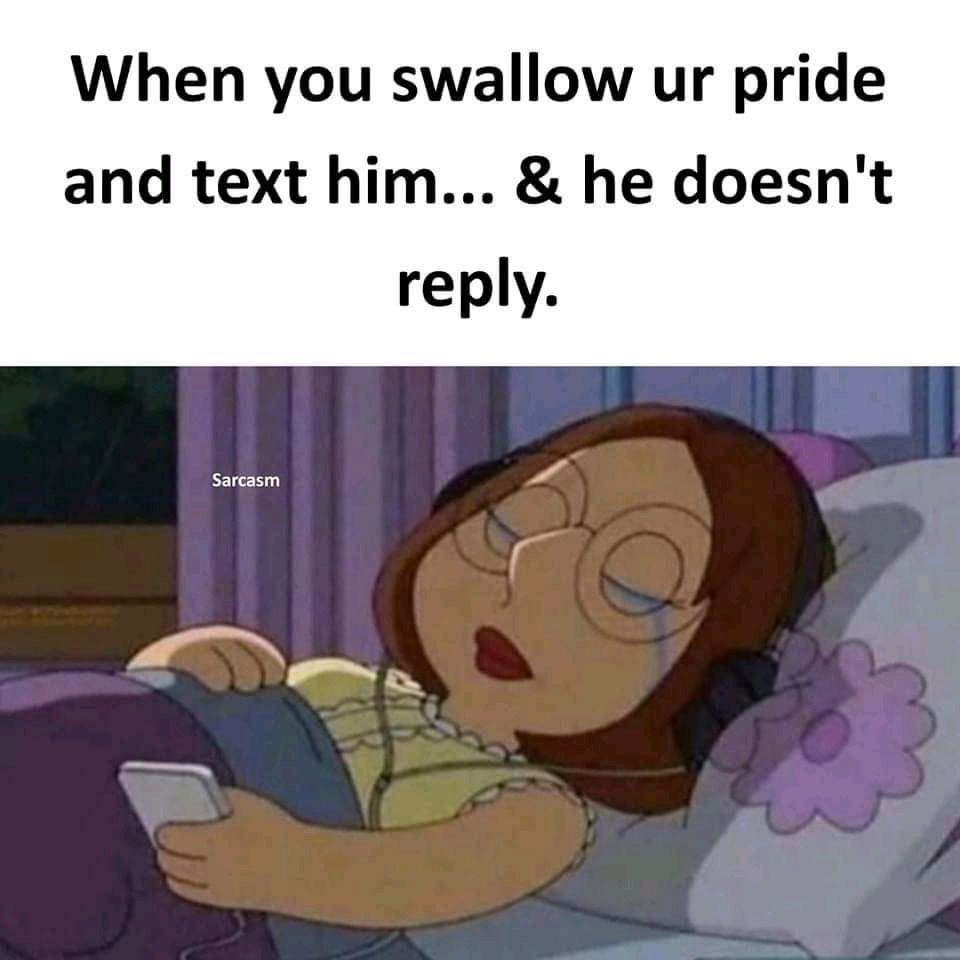 When you swallow ur pride
and text him... & he doesn't
reply.
Sarcasm